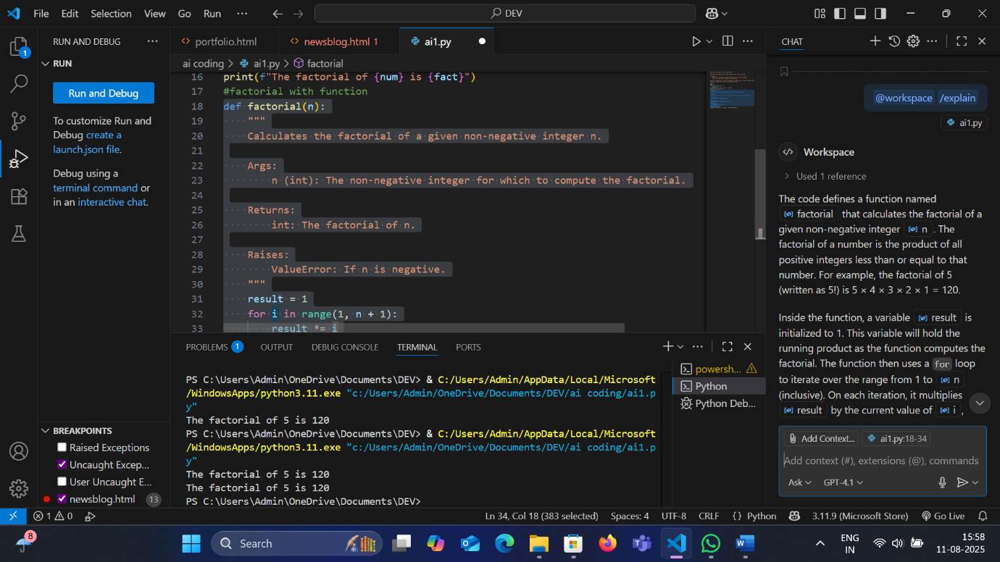 File Edit Selection View Go Run ··· DEV
RUN AND DEBUG ···
RUN
Run and Debug
To customize Run and
Debug create a
launch.json file.
Debug using a
terminal command or
in an interactive chat.
BREAKPOINTS
Raised Exceptions
Uncaught Excep...
User Uncaught E...
newsblog.html 13
1
portfolio.html newsblog.html 1 ai1.py
ai coding > ai1.py > factorial
16 print(f"The factorial of {num} is {fact}")
17 #factorial with function
18 def factorial(n):
19 """
20 Calculates the factorial of a given non-negative integer n.
21
22 Args:
23 n (int): The non-negative integer for which to compute the factorial.
24
25 Returns:
26 int: The factorial of n.
27
28 Raises:
29 ValueError: If n is negative.
30 """
31 result = 1
32 for i in range(1, n + 1):
33 result *= i
PROBLEMS 1 OUTPUT DEBUG CONSOLE TERMINAL PORTS
PS C:\Users\Admin\OneDrive\Documents\DEV> & C:/Users/Admin/AppData/Local/Microsoft
/WindowsApps/python3.11.exe "c:/Users/Admin/OneDrive/Documents/DEV/ai coding/ai1.p
y"
The factorial of 5 is 120
PS C:\Users\Admin\OneDrive\Documents\DEV> & C:/Users/Admin/AppData/Local/Microsoft
/WindowsApps/python3.11.exe "c:/Users/Admin/OneDrive/Documents/DEV/ai coding/ai1.p
y"
The factorial of 5 is 120
The factorial of 5 is 120
PS C:\Users\Admin\OneDrive\Documents\DEV>
powersh...
Python
Python Deb...
CHAT
@workspace /explain
ai1.py
Workspace
> Used 1 reference
The code defines a function named
factorial that calculates the factorial of a
given non-negative integer n . The
factorial of a number is the product of all
positive integers less than or equal to that
number. For example, the factorial of 5
(written as 5!) is 5 × 4 × 3 × 2 × 1 = 120.
Inside the function, a variable result is
initialized to 1. This variable will hold the
running product as the function computes the
factorial. The function then uses a for loop
to iterate over the range from 1 to n
(inclusive). On each iteration, it multiplies
result by the current value of i ,
Add Context... ai1.py:18-34
Add context (#), extensions (@), commands
Ask GPT-4.1
1 0 Ln 34, Col 18 (383 selected) Spaces: 4 UTF-8 CRLF {} Python 3.11.9 (Microsoft Store) Go Live
8 Search ENG 15:58
IN 11-08-2025